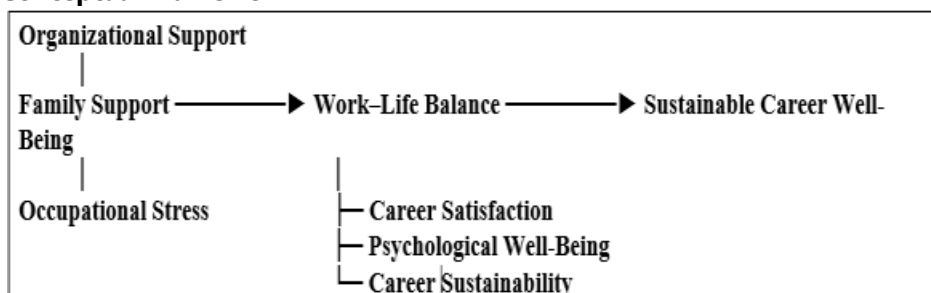 Organizational Support
Family Support Work–Life Balance Sustainable Career Well-
Being
Occupational Stress Career Satisfaction
Psychological Well-Being
Career Sustainability